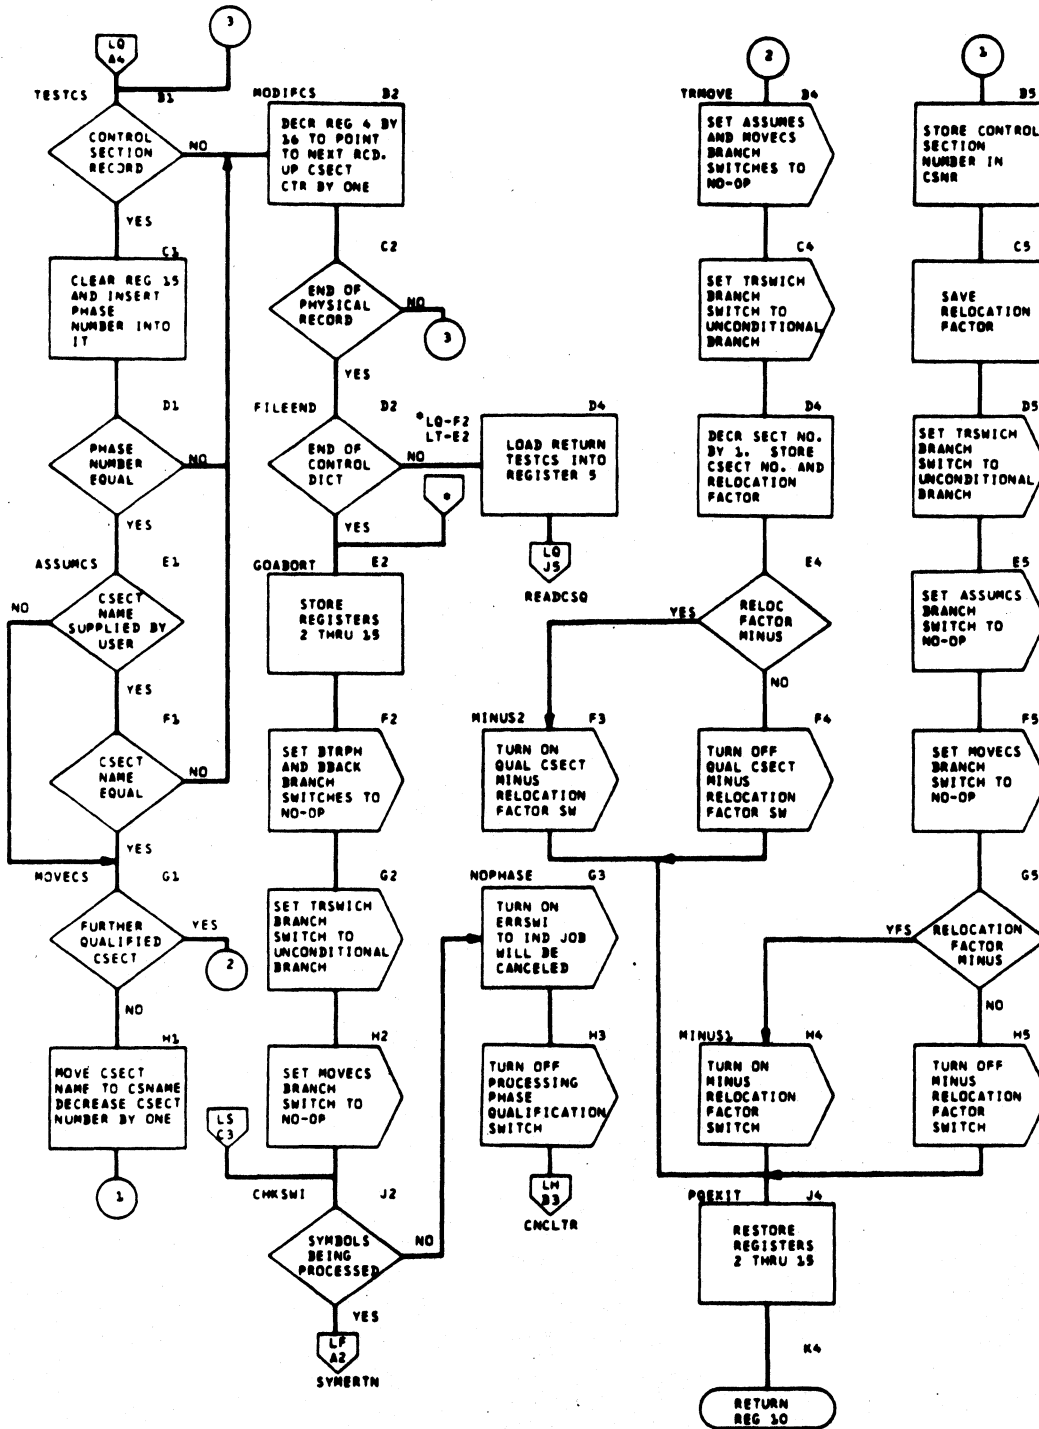 LQ
A4
3
TESTCS
B1
CONTROL
SECTION
RECORD
NO
YES
C1
CLEAR REG 15
AND INSERT
PHASE
NUMBER INTO
IT
D1
PHASE
NUMBER
EQUAL
NO
YES
ASSUMCS
E1
NO
CSECT
NAME
SUPPLIED BY
USER
YES
F1
CSECT
NAME
EQUAL
NO
YES
MOVECS
G1
FURTHER
QUALIFIED
CSECT
YES
2
NO
H1
MOVE CSECT
NAME TO CSNAME
DECREASE CSECT
NUMBER BY ONE
1
MODIFCS
B2
DECR REG 4 BY
16 TO POINT
TO NEXT RCD.
UP CSECT
CTR BY ONE
C2
END OF
PHYSICAL
RECORD
NO
3
YES
FILEEND
D2
END OF
CONTROL
DICT
NO
*LQ-F2
LT-E2
*
YES
GOABORT
E2
STORE
REGISTERS
2 THRU 15
F2
SET BTRPH
AND BBACK
BRANCH
SWITCHES TO
NO-OP
G2
SET TRSWICH
BRANCH
SWITCH TO
UNCONDITIONAL
BRANCH
H2
SET MOVECS
BRANCH
SWITCH TO
NO-OP
LS
C3
CHKSWI
J2
SYMBOLS
BEING
PROCESSED
NO
YES
LF
A2
SYMERTN
D4
LOAD RETURN
TESTCS INTO
REGISTER 5
LQ
J5
READCSQ
MINUS2
F3
TURN ON
QUAL CSECT
MINUS
RELOCATION
FACTOR SW
NOPHASE
G3
TURN ON
ERRSWI
TO IND JOB
WILL BE
CANCELED
H3
TURN OFF
PROCESSING
PHASE
QUALIFICATION
SWITCH
LH
B3
CNCLTR
2
TRMOVE
B4
SET ASSUMES
AND MOVECS
BRANCH
SWITCHES TO
NO-OP
C4
SET TRSWICH
BRANCH
SWITCH TO
UNCONDITIONAL
BRANCH
D4
DECR SECT NO.
BY 1. STORE
CSECT NO. AND
RELOCATION
FACTOR
E4
YES
RELOC
FACTOR
MINUS
NO
F4
TURN OFF
QUAL CSECT
MINUS
RELOCATION
FACTOR SW
MINUS1
H4
TURN ON
MINUS
RELOCATION
FACTOR
SWITCH
PQEXIT
J4
RESTORE
REGISTERS
2 THRU 15
K4
RETURN
REG 10
1
B5
STORE CONTROL
SECTION
NUMBER IN
CSNR
C5
SAVE
RELOCATION
FACTOR
D5
SET TRSWICH
BRANCH
SWITCH TO
UNCONDITIONAL
BRANCH
E5
SET ASSUMCS
BRANCH
SWITCH TO
NO-OP
F5
SET MOVECS
BRANCH
SWITCH TO
NO-OP
G5
YES
RELOCATION
FACTOR
MINUS
NO
H5
TURN OFF
MINUS
RELOCATION
FACTOR
SWITCH